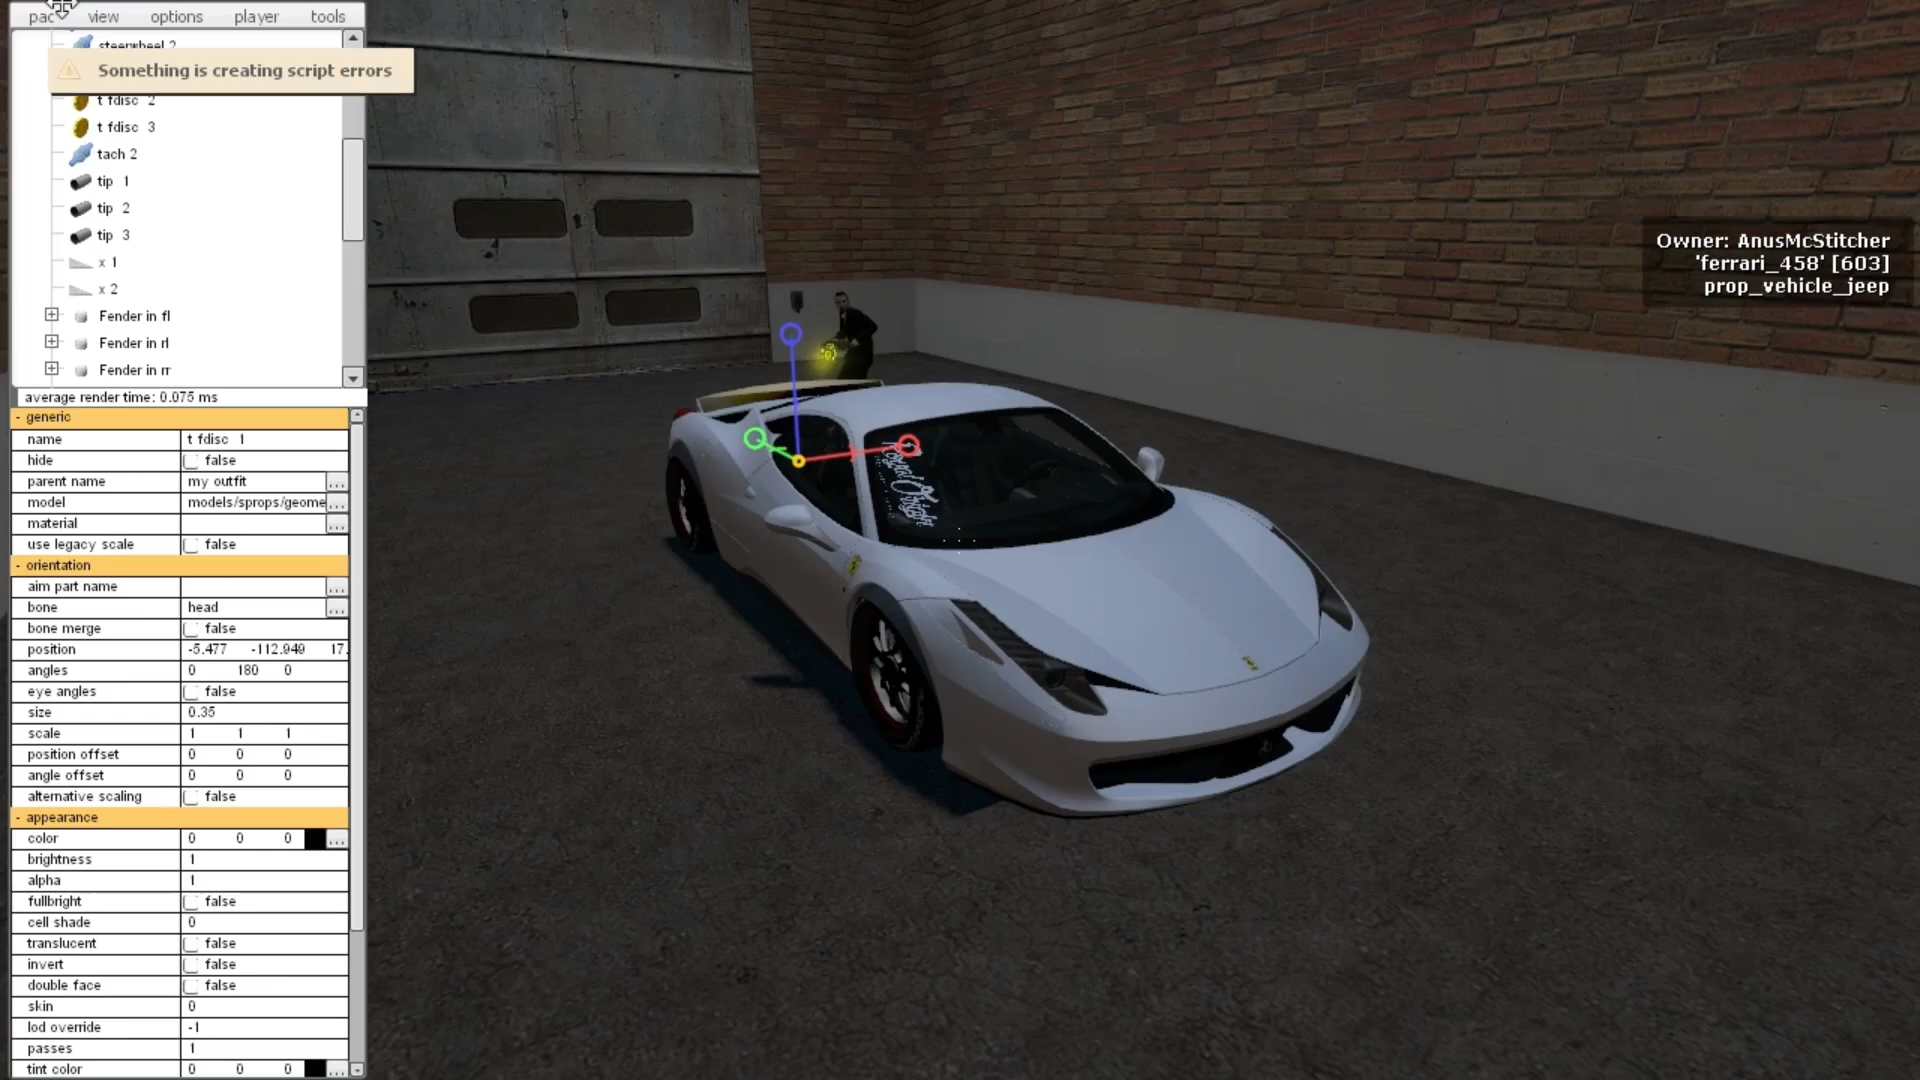 pac view options player tools
steerwheel 2
Something is creating script errors
t fdisc 2
t fdisc 3
tach 2
tip 1
tip 2
tip 3
x 1
x 2
Fender in fl
Fender in rl
Fender in rr
average render time: 0.075 ms
- generic
name t fdisc 1
hide false
parent name my outfit ...
model models/sprops/geome ...
material ...
use legacy scale false
- orientation
aim part name ...
bone head ...
bone merge false
position -5.477 -112.949 17.
angles 0 180 0
eye angles false
size 0.35
scale 1 1 1
position offset 0 0 0
angle offset 0 0 0
alternative scaling false
- appearance
color 0 0 0 ...
brightness 1
alpha 1
fullbright false
cell shade 0
translucent false
invert false
double face false
skin 0
lod override -1
passes 1
tint color 0 0 0 ...
Owner: AnusMcStitcher
'ferrari_458' [603]
prop_vehicle_jeep